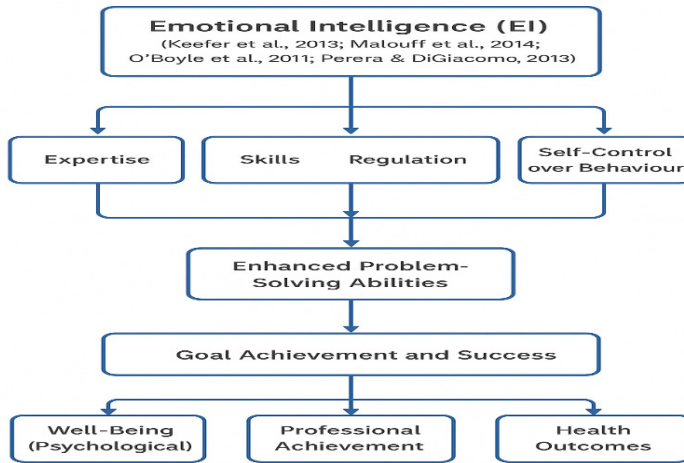 Emotional Intelligence (EI)
(Keefer et al., 2013; Malouff et al., 2014;
O'Boyle et al., 2011; Perera & DiGiacomo, 2013)
Expertise
Skills Regulation
Self-Control
over Behaviour
Enhanced Problem-
Solving Abilities
Goal Achievement and Success
Well-Being
(Psychological)
Professional
Achievement
Health
Outcomes